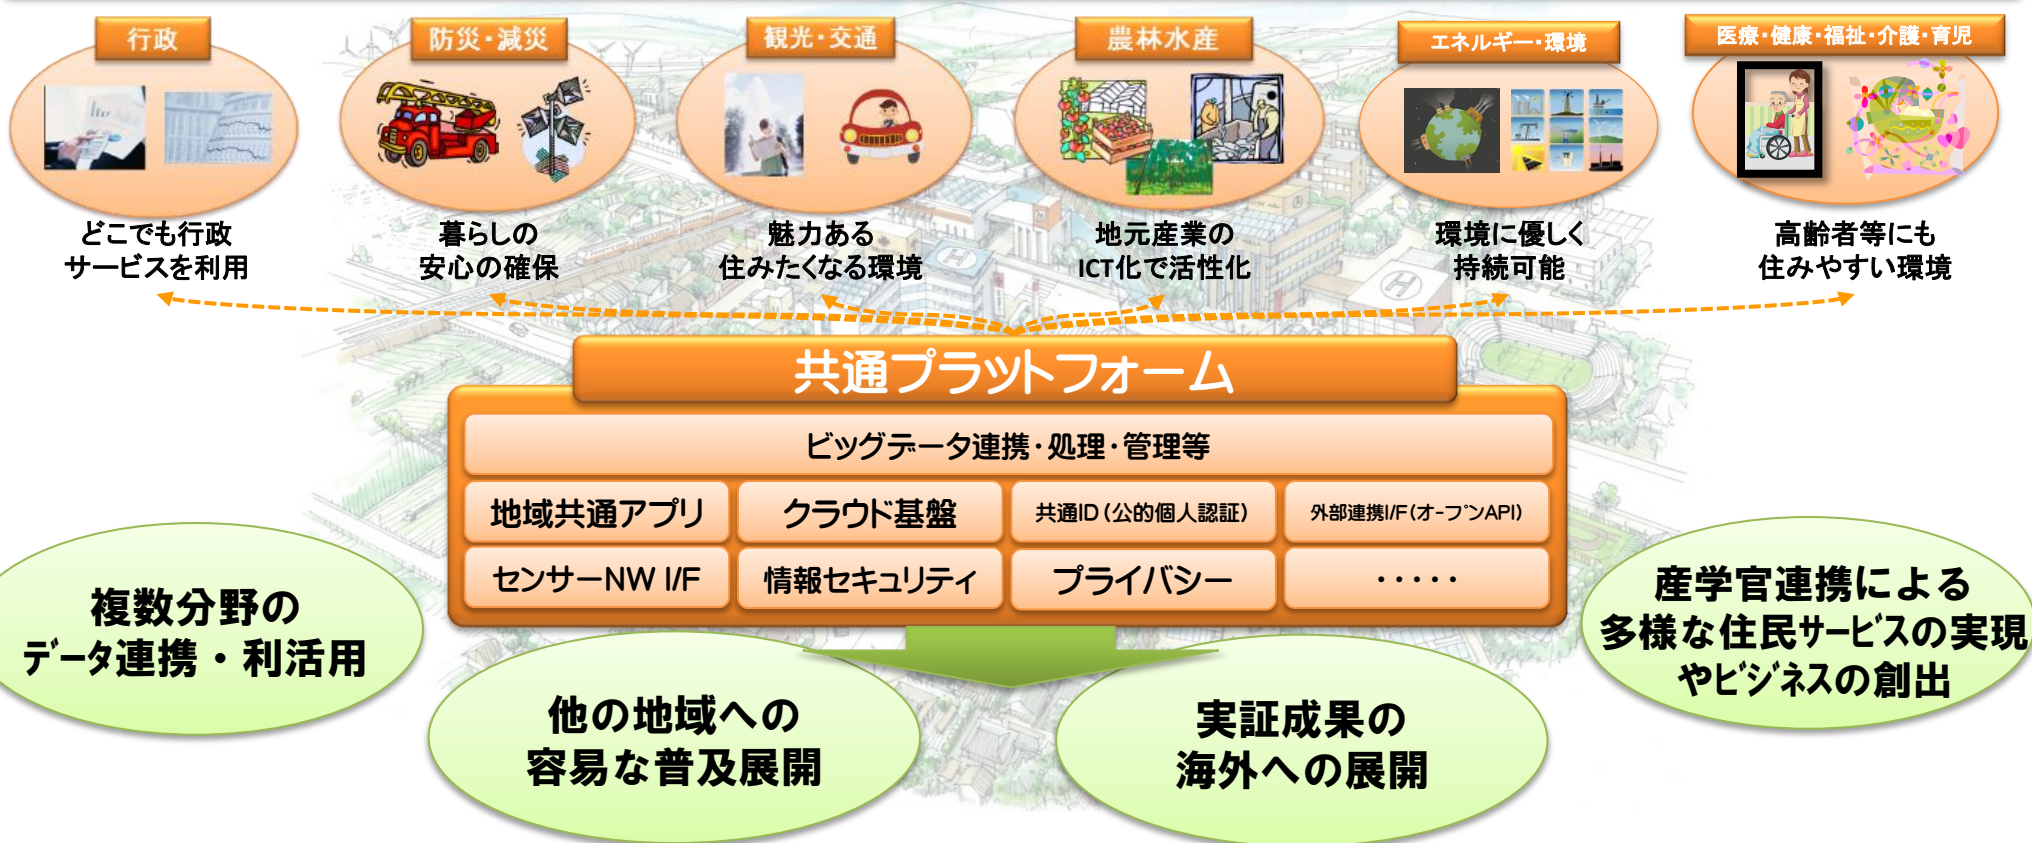 行政
防災・減災
観光・交通
農林水産
エネルギー・環境
医療・健康・福祉・介護・育児
どこでも行政
サービスを利用
暮らしの
安心の確保
魅力ある
住みたくなる環境
地元産業の
ICT化で活性化
環境に優しく
持続可能
高齢者等にも
住みやすい環境
共通プラットフォーム
ビッグデータ連携・処理・管理等
地域共通アプリ
クラウド基盤
共通ID（公的個人認証）
外部連携I/F（オープンAPI）
センサーNW I/F
情報セキュリティ
プライバシー
・・・・・
複数分野の
データ連携・利活用
他の地域への
容易な普及展開
実証成果の
海外への展開
産学官連携による
多様な住民サービスの実現
やビジネスの創出